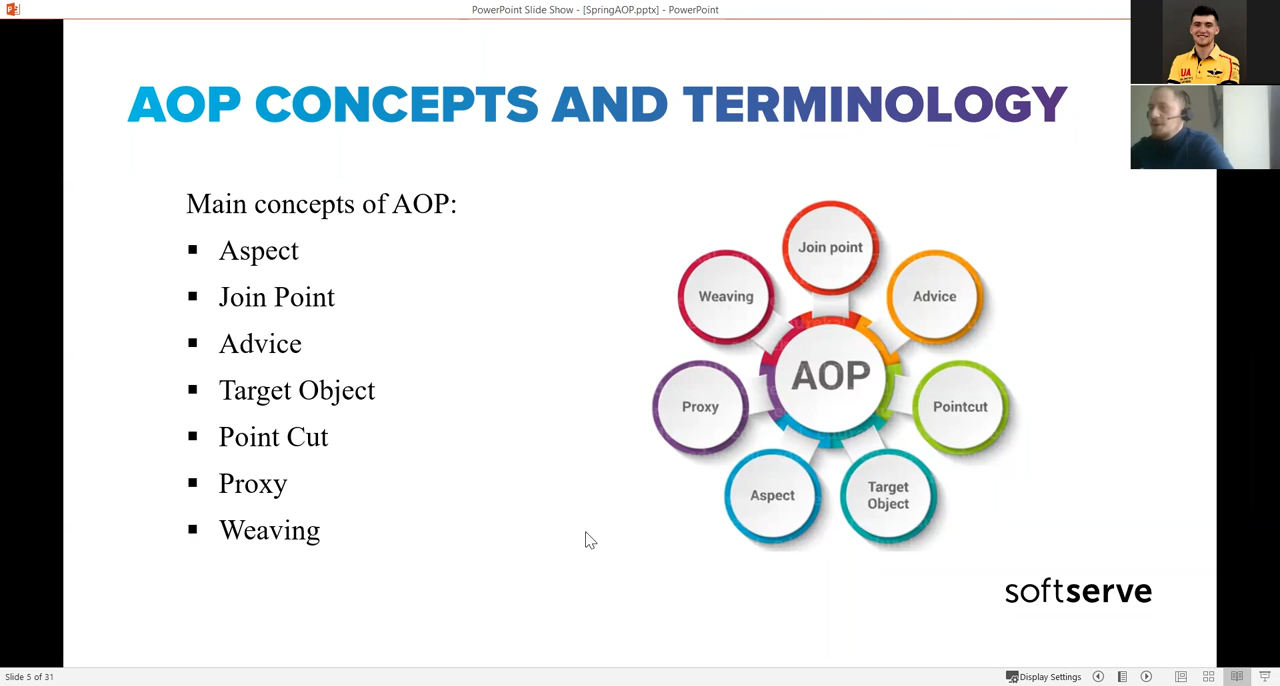 PowerPoint Slide Show - [SpringAOP.pptx] - PowerPoint
AOP CONCEPTS AND TERMINOLOGY
Main concepts of AOP:
Aspect
Join Point
Advice
Target Object
Point Cut
Proxy
Weaving
Join point
Weaving
Advice
AOP
Proxy
Pointcut
Aspect
Target
Object
softserve
UA
Slide 5 of 31
Display Settings